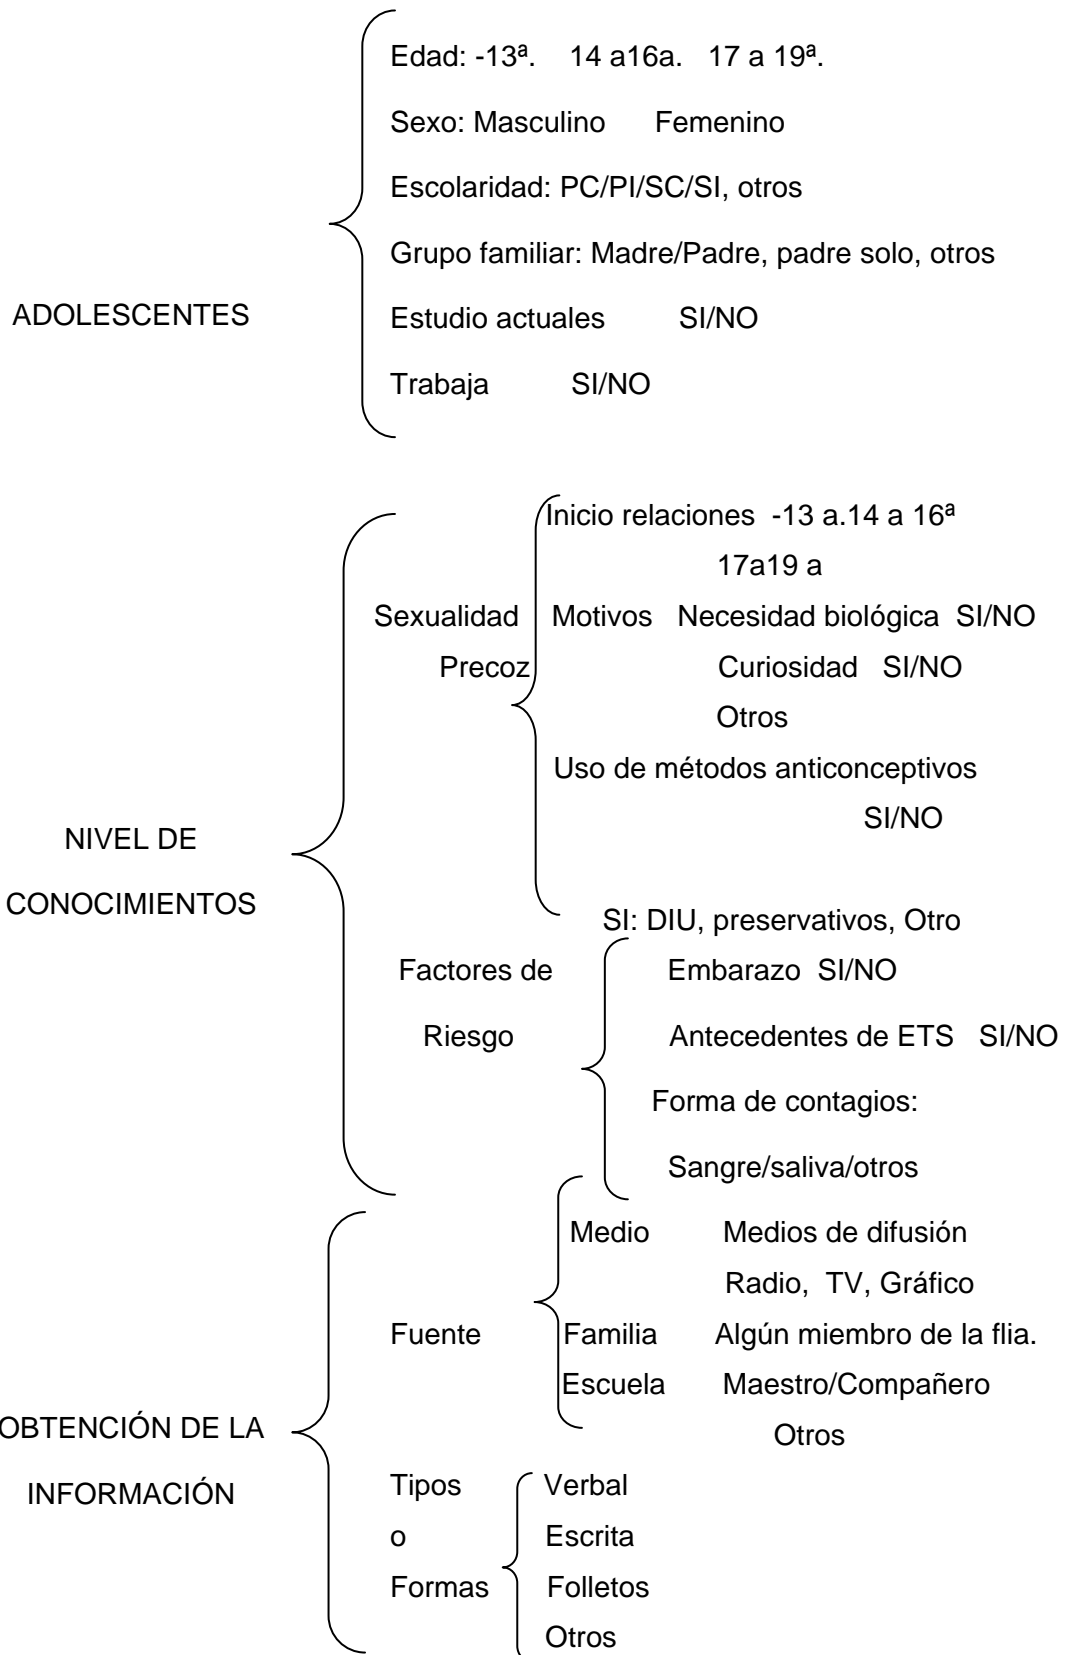 Edad: -13ª. 14 a16a. 17 a 19ª.
Sexo: Masculino Femenino
Escolaridad: PC/PI/SC/SI, otros
Grupo familiar: Madre/Padre, padre solo, otros
ADOLESCENTES
Estudio actuales SI/NO
Trabaja SI/NO
Inicio relaciones -13 a.14 a 16ª
17a19 a
Sexualidad Motivos Necesidad biológica SI/NO
Precoz Curiosidad SI/NO
Otros
Uso de métodos anticonceptivos
SI/NO
NIVEL DE
CONOCIMIENTOS
SI: DIU, preservativos, Otro
Factores de Embarazo SI/NO
Riesgo Antecedentes de ETS SI/NO
Forma de contagios:
Sangre/saliva/otros
Medio Medios de difusión
Radio, TV, Gráfico
Fuente Familia Algún miembro de la flia.
Escuela Maestro/Compañero
OBTENCIÓN DE LA
Otros
INFORMACIÓN
Tipos Verbal
o Escrita
Formas Folletos
Otros